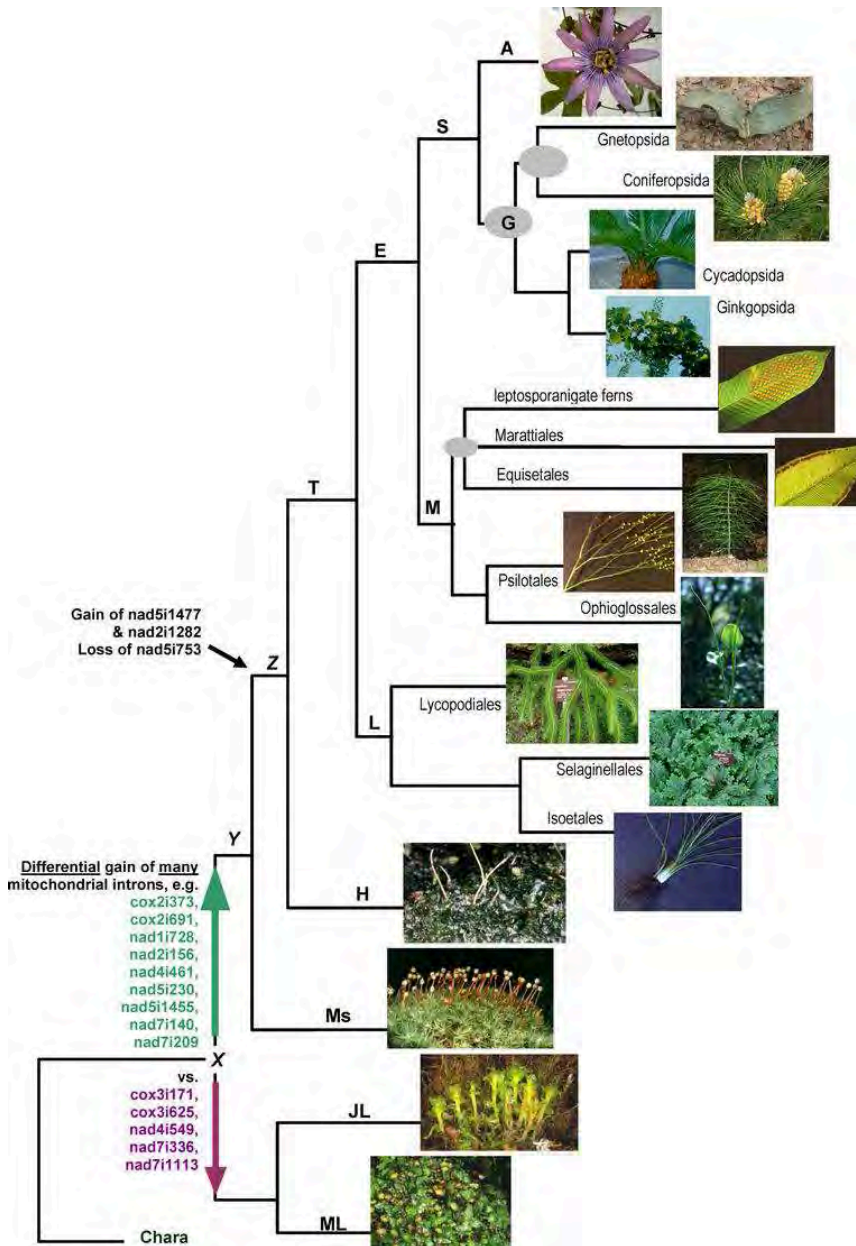 A
S
Gnetopsida
Coniferopsida
G
E
Cycadopsida
Ginkgopsida
leptosporanigate ferns
Marattiales
Equisetales
T
M
Psilotales
Ophioglossales
Gain of nad5i1477
& nad2i1282
Loss of nad5i753
Z
Lycopodiales
L
Selaginellales
Isoetales
Y
Differential gain of many
mitochondrial introns, e.g.
cox2i373,
cox2i691,
nad1i728,
nad2i156,
nad4i461,
nad5i230,
nad5i1455,
nad7i140,
nad7i209
H
Ms
X
vs.
cox3i171,
cox3i625,
nad4i549,
nad7i336,
nad7i1113
JL
ML
Chara